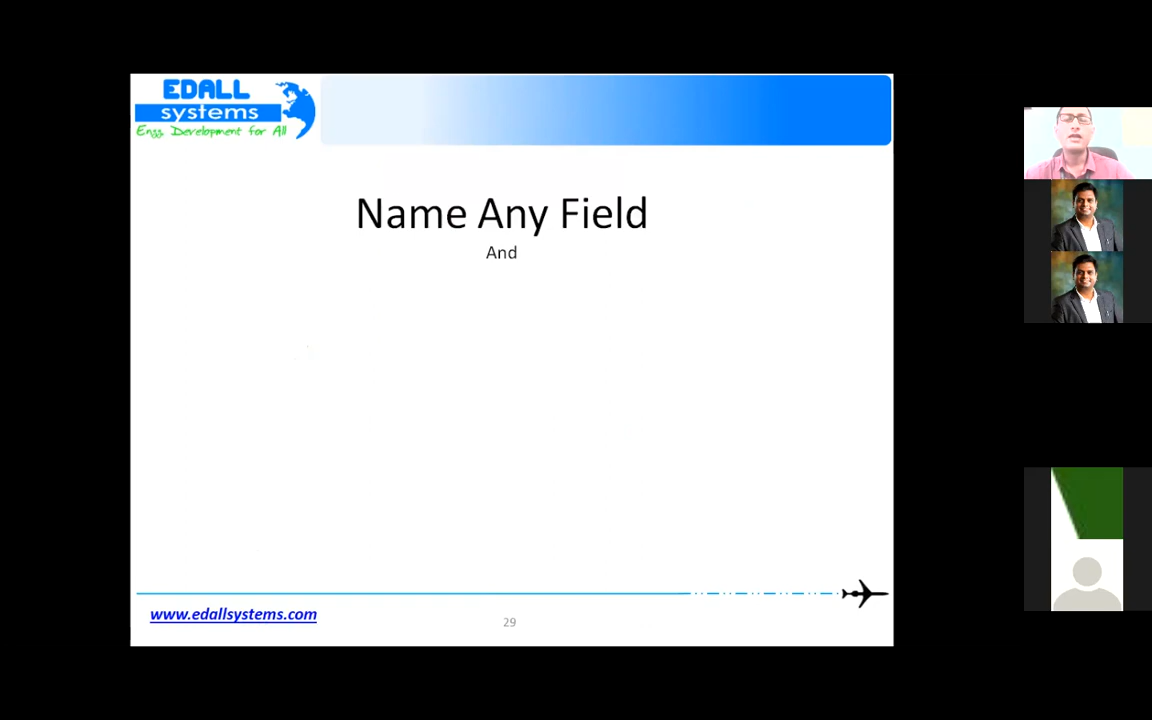 EDALL
systems
Engg. Development for All
Name Any Field
And
www.edallsystems.com
29